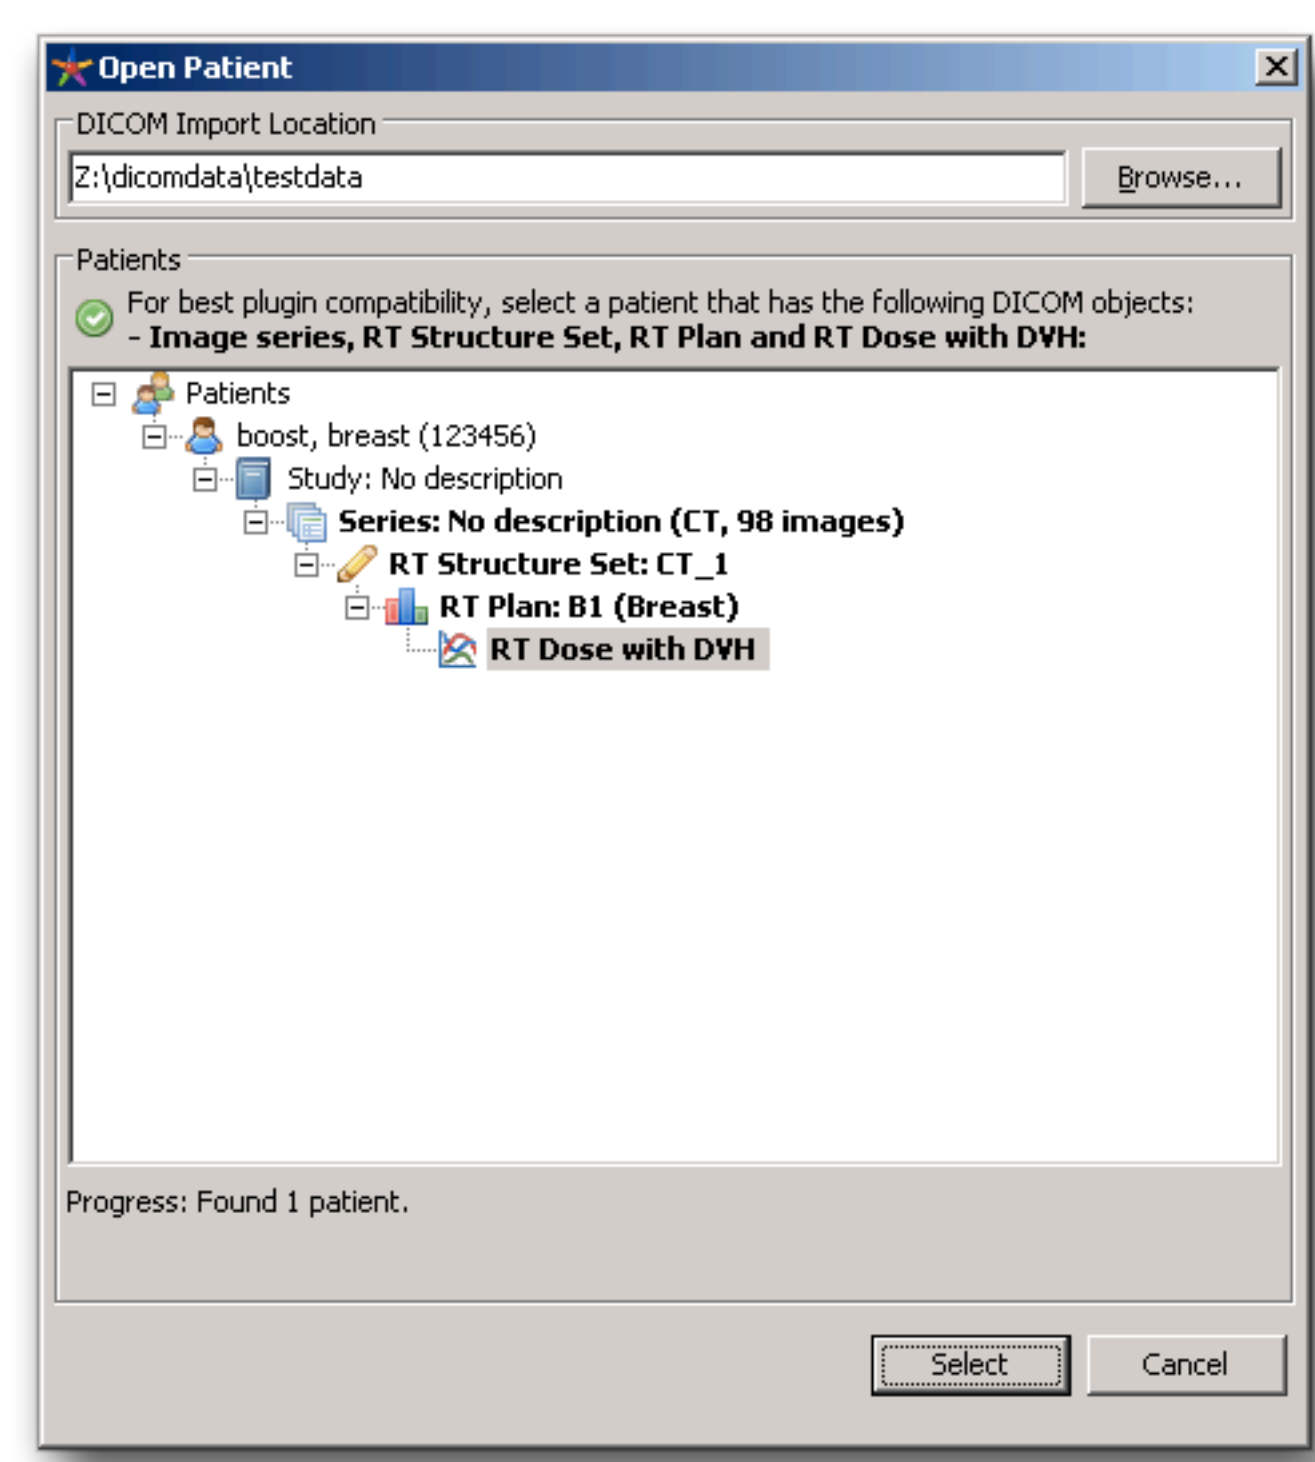 Open Patient
DICOM Import Location
Z:\dicomdata\testdata
Browse...
Patients
For best plugin compatibility, select a patient that has the following DICOM objects:
- Image series, RT Structure Set, RT Plan and RT Dose with DVH:
Patients
boost, breast (123456)
Study: No description
Series: No description (CT, 98 images)
RT Structure Set: CT_1
RT Plan: B1 (Breast)
RT Dose with DVH
Progress: Found 1 patient.
Select
Cancel